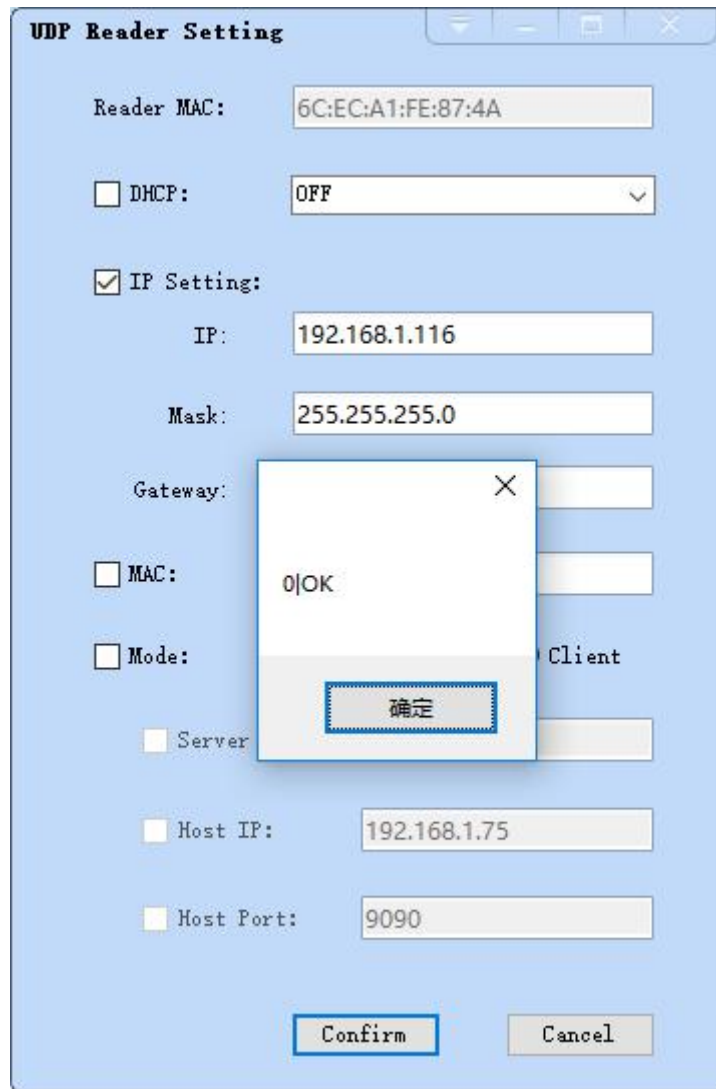 UDP Reader Setting
Reader MAC: 6C:EC:A1:FE:87:4A
DHCP: OFF
IP Setting:
IP: 192.168.1.116
Mask: 255.255.255.0
Gateway:
MAC:
0|OK
Mode: Client
确定
Server
Host IP: 192.168.1.75
Host Port: 9090
Confirm Cancel